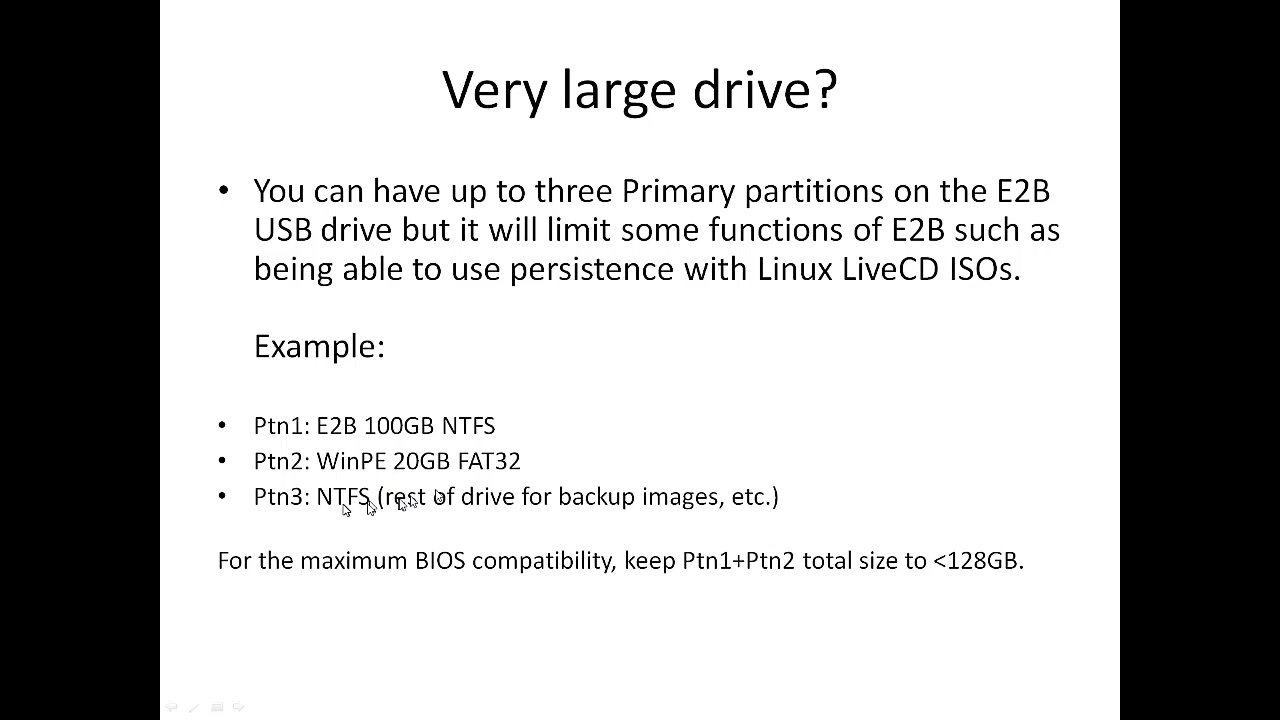 Very large drive?
• You can have up to three Primary partitions on the E2B
USB drive but it will limit some functions of E2B such as
being able to use persistence with Linux LiveCD ISOs.
Example:
• Ptn1: E2B 100GB NTFS
• Ptn2: WinPE 20GB FAT32
• Ptn3: NTFS (rest of drive for backup images, etc.)
For the maximum BIOS compatibility, keep Ptn1+Ptn2 total size to <128GB.